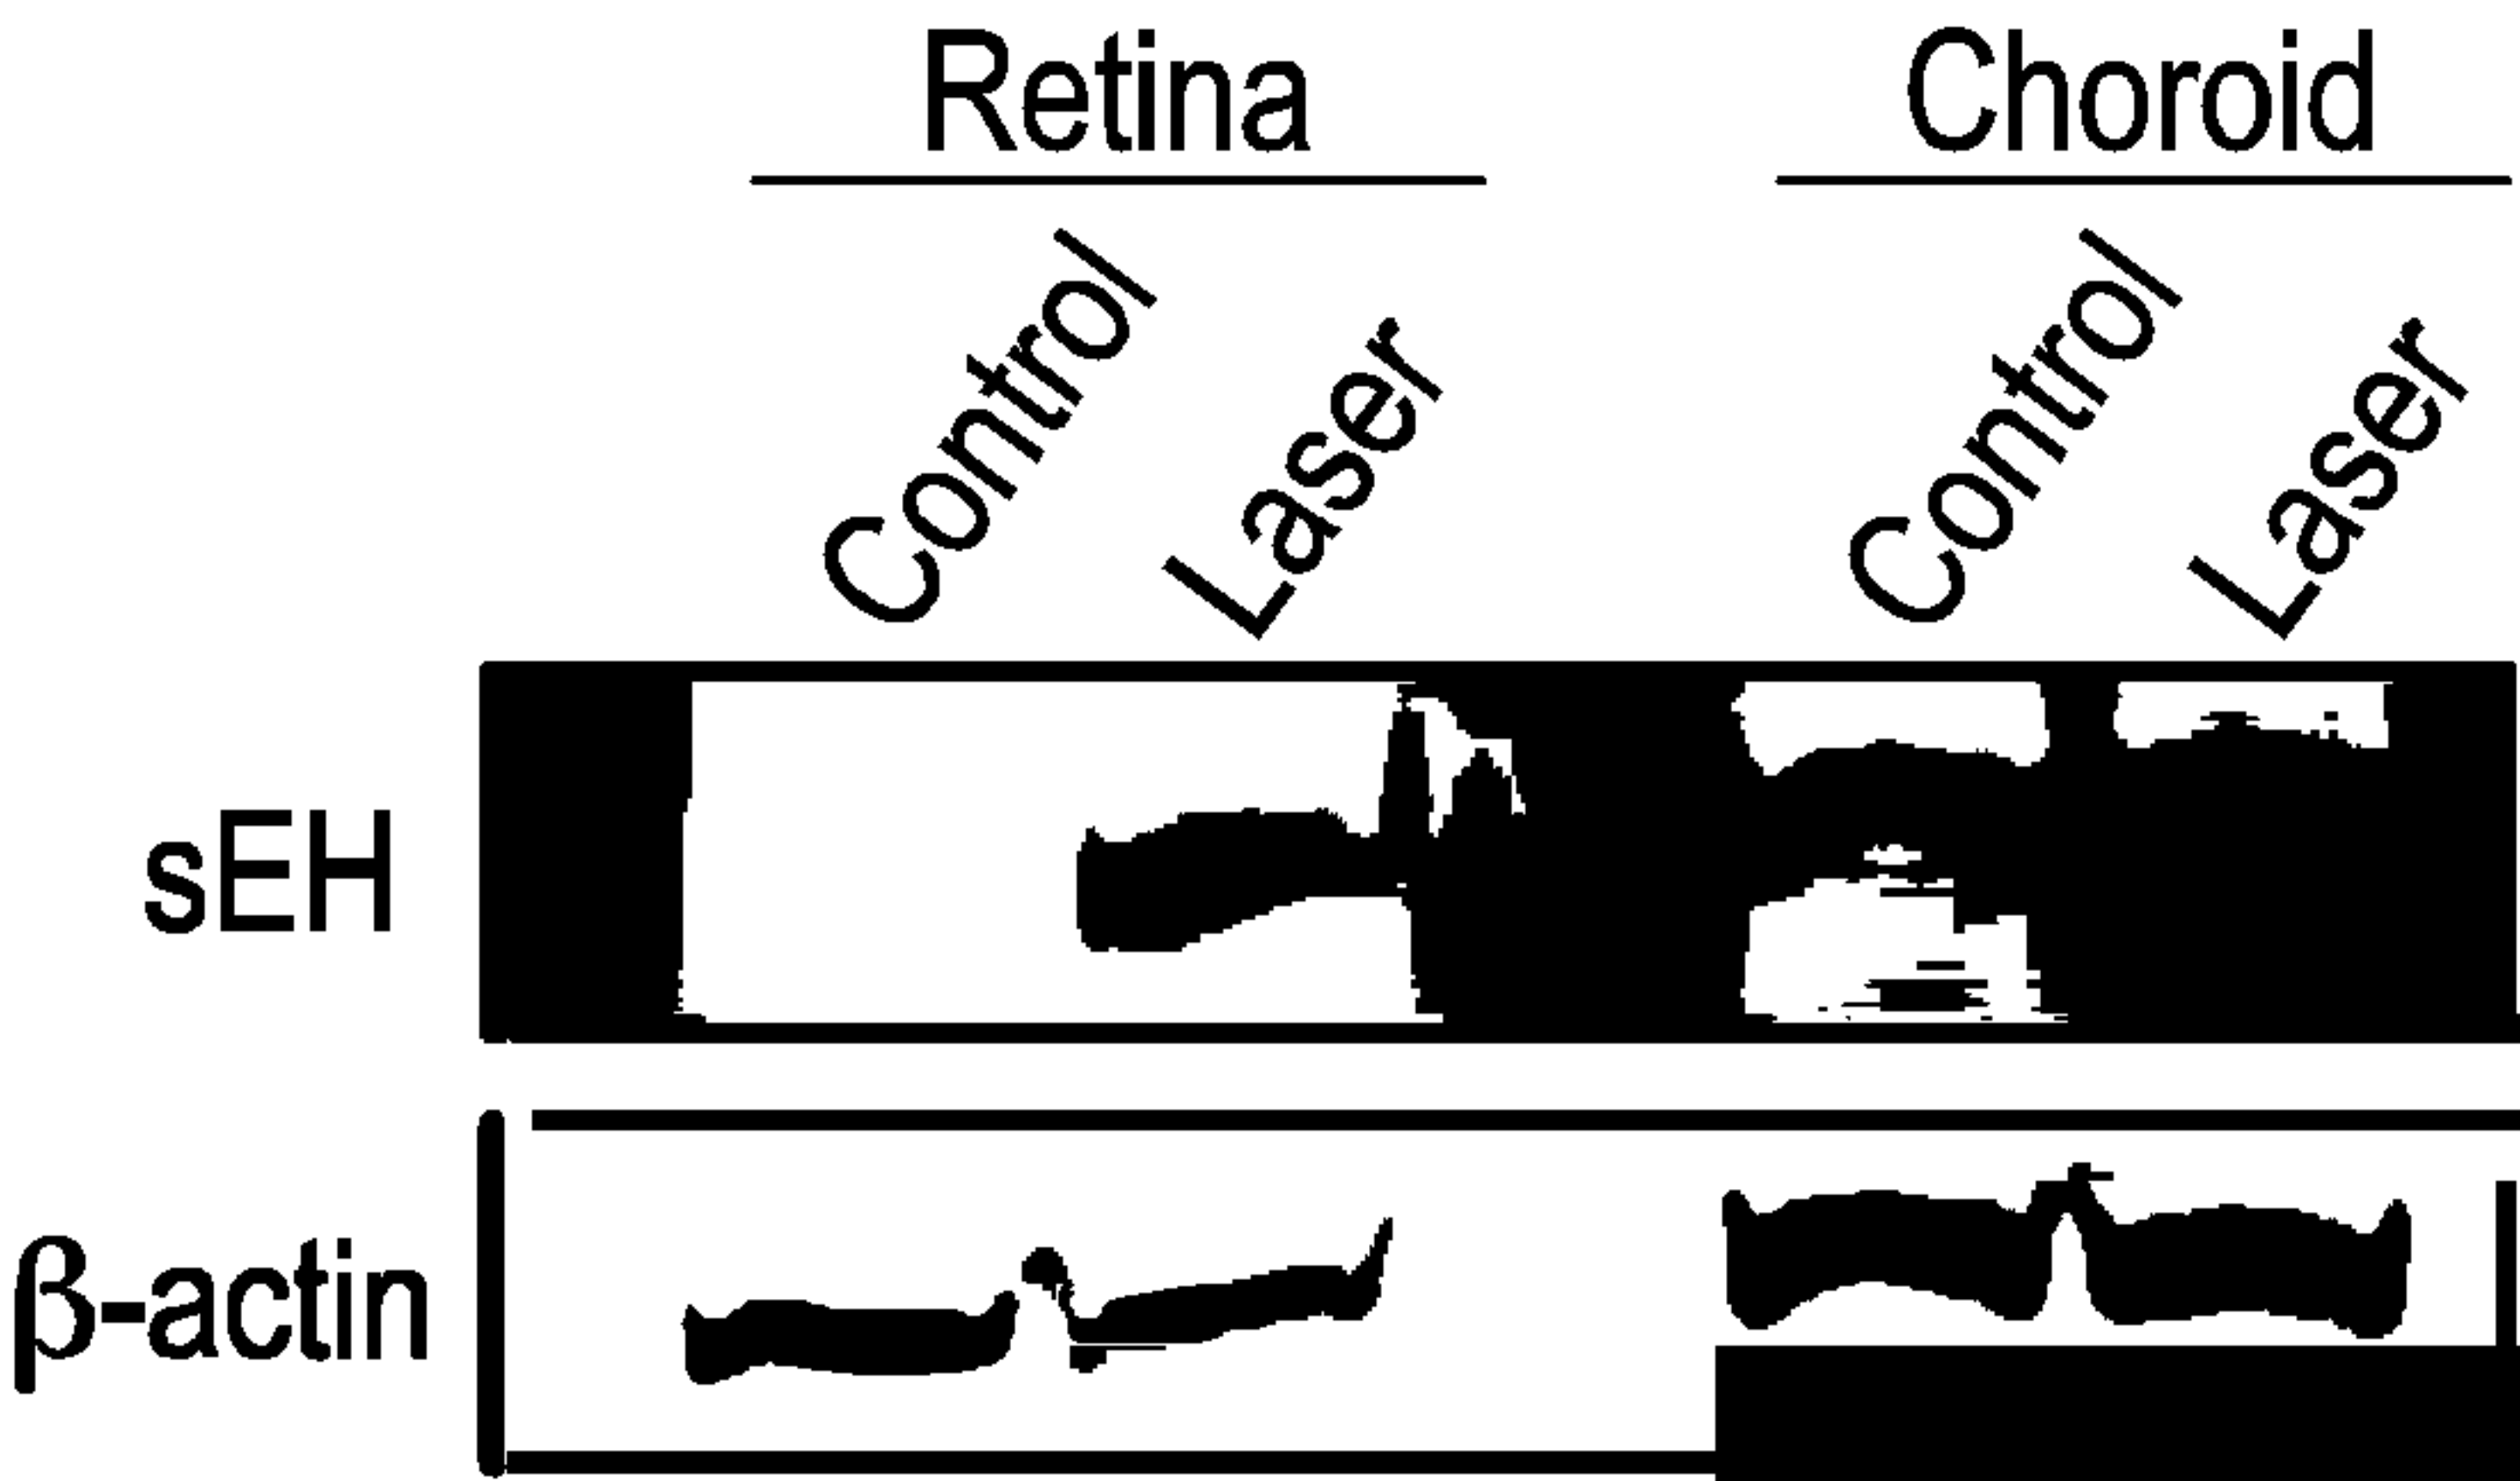 Retina Choroid
Control Laser Control Laser
sEH
β-actin